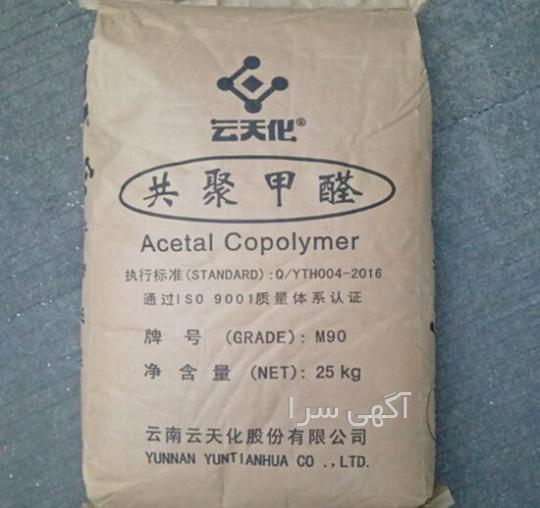 云天化®
共聚甲醛
Acetal Copolymer
执行标准(STANDARD):Q/YTH004-2016
通过ISO 9001质量体系认证
牌 号 (GRADE): M90
净 含 量 (NET): 25 kg
آگهی سرا
云南云天化股份有限公司
YUNNAN YUNTIANHUA CO .,LTD.